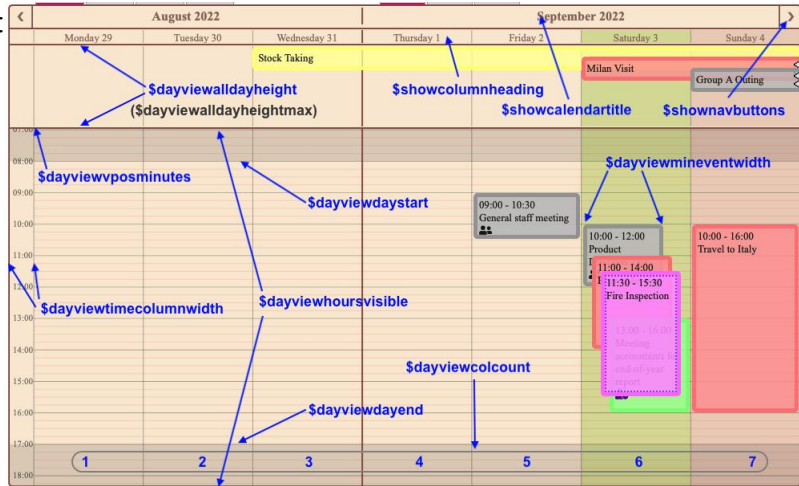 August 2022
September 2022
Monday 29
Tuesday 30
Wednesday 31
Thursday 1
Friday 2
Saturday 3
Sunday 4
Stock Taking
Milan Visit
Group A Outing
$dayviewalldayheight
($dayviewalldayheightmax)
$showcolumnheading
$showcalendartitle
$shownavbuttons
07:00
08:00
$dayviewvposminutes
$dayviewmineventwidth
09:00
$dayviewdaystart
09:00 - 10:30
General staff meeting
10:00
10:00 - 12:00
Product
10:00 - 16:00
Travel to Italy
11:00
11:00 - 14:00
11:30 - 15:30
Fire Inspection
12:00
$dayviewtimecolumnwidth
$dayviewhoursvisible
13:00
13:00 - 16:00
Meeting
accountants for
end-of-year
report
14:00
$dayviewcolcount
15:00
16:00
$dayviewdayend
17:00
1 2 3 4 5 6 7
18:00